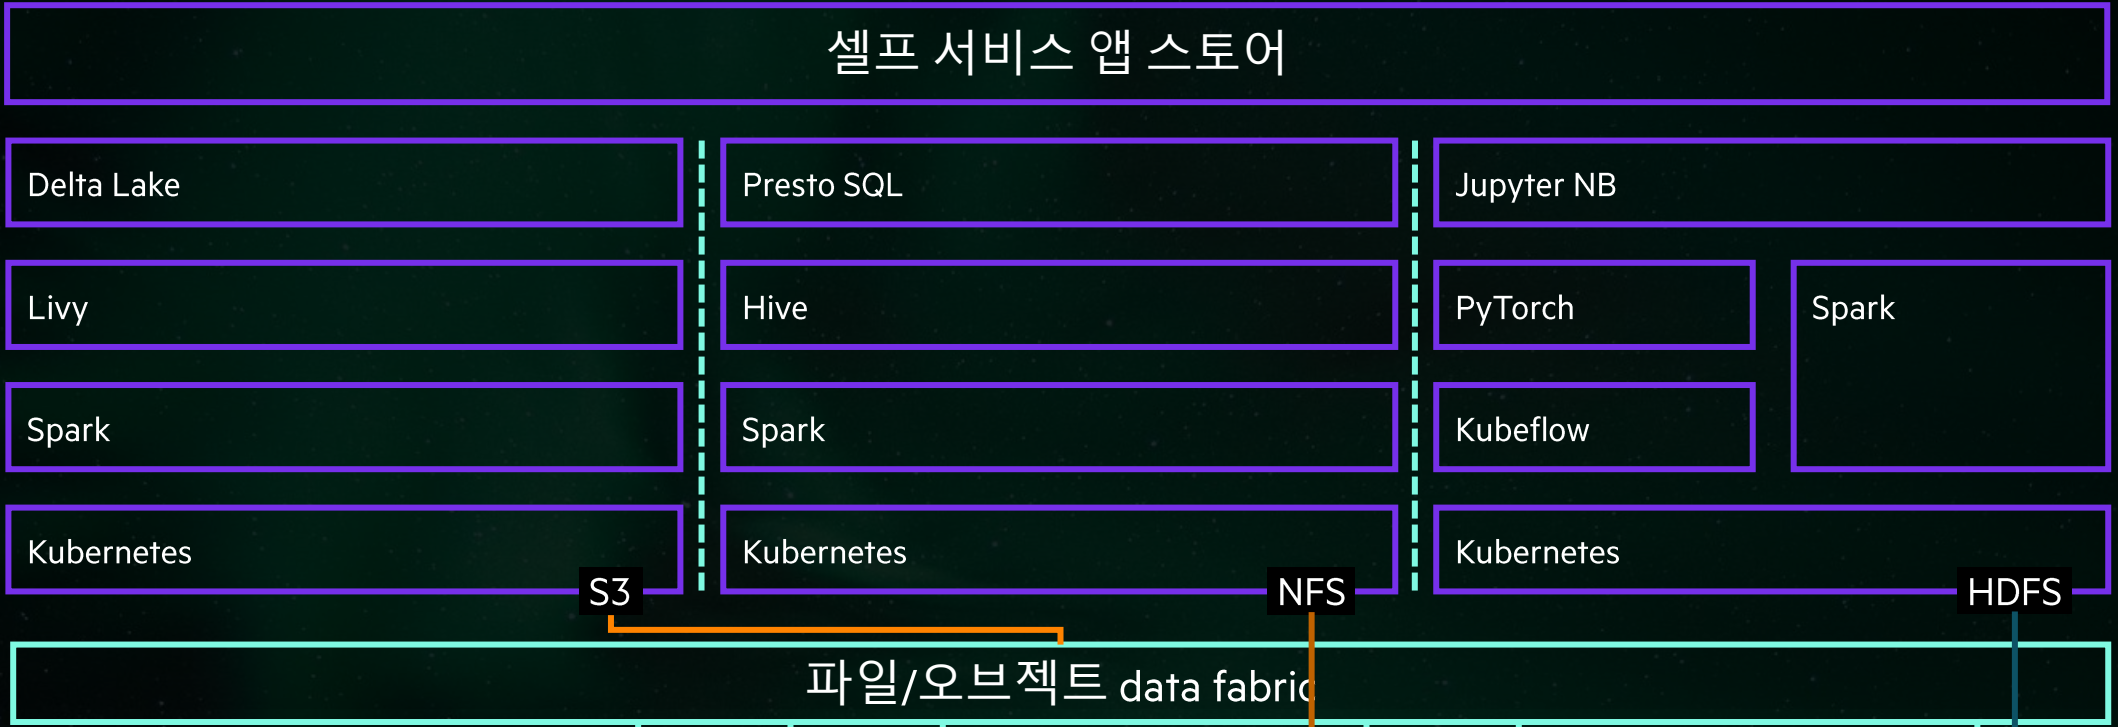 셀프 서비스 앱 스토어
Delta Lake
Livy
Spark
Kubernetes
S3
Presto SQL
Hive
Spark
Kubernetes
NFS
Jupyter NB
PyTorch
Kubeflow
Spark
Kubernetes
HDFS
파일/오브젝트 data fabric